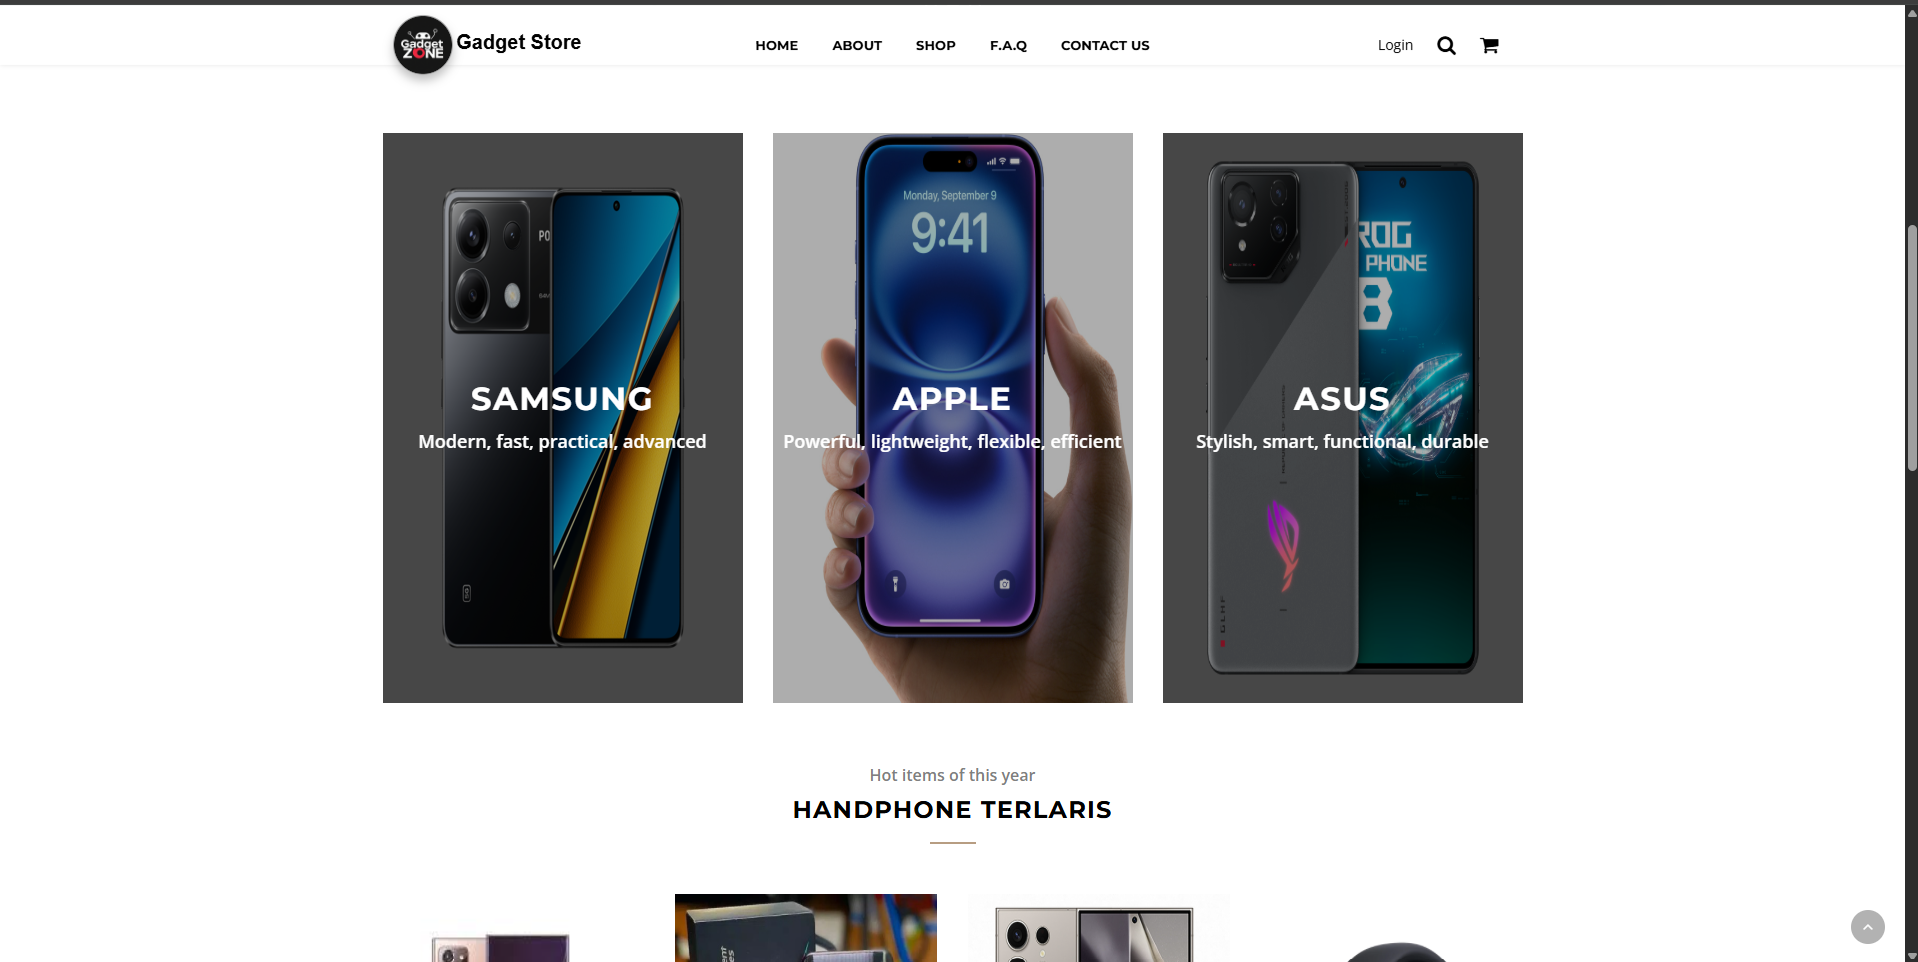 Gadget
ZONE
Gadget Store
HOME
ABOUT
SHOP
F.A.Q
CONTACT US
Login
PO
5G
SAMSUNG
Modern, fast, practical, advanced
Monday, September 9
9:41
APPLE
Powerful, lightweight, flexible, efficient
ROG
PHONE
8
ASUS
Stylish, smart, functional, durable
Hot items of this year
HANDPHONE TERLARIS